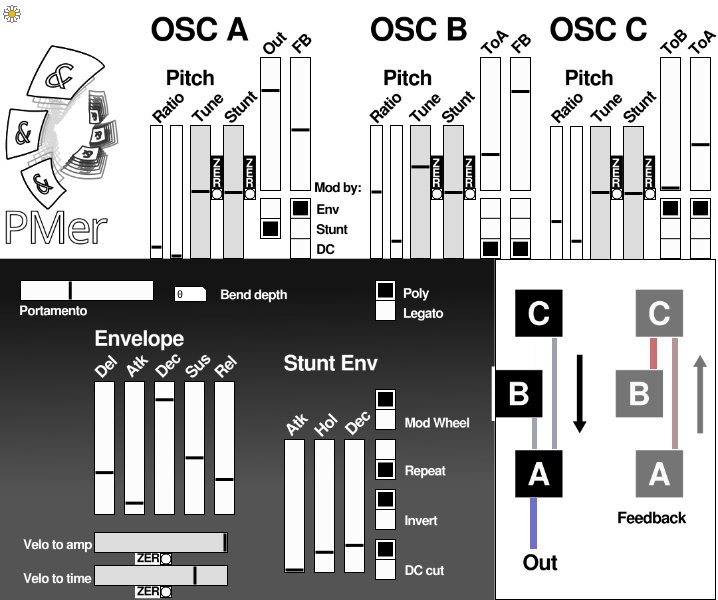 OSC A
Out
FB
Pitch
Ratio
Tune
Stunt
ZERO
ZERO
Mod by:
Env
Stunt
DC
OSC B
ToA
FB
Pitch
Ratio
Tune
Stunt
ZERO
ZERO
OSC C
ToB
ToA
Pitch
Ratio
Tune
Stunt
ZERO
ZERO
&
&
&
&
&
PMer
Portamento
0
Bend depth
Poly
Legato
Envelope
Del
Atk
Dec
Sus
Rel
Velo to amp
ZERO
Velo to time
ZERO
Stunt Env
Atk
Hol
Dec
Mod Wheel
Repeat
Invert
DC cut
C
B
A
Out
C
B
A
Feedback